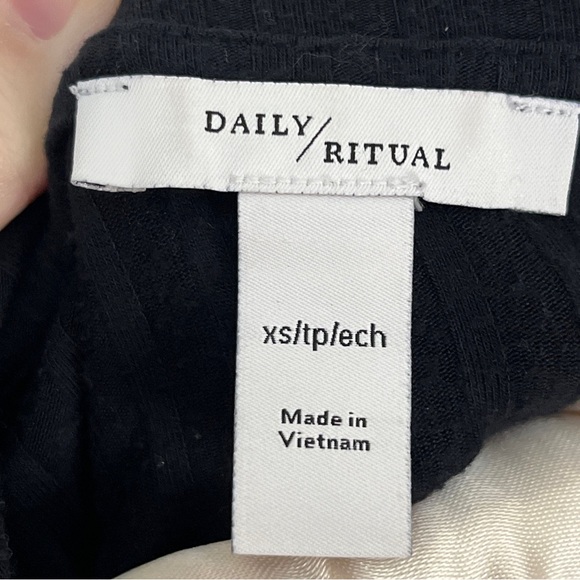 DAILY/RITUAL
xs/tp/ech
Made in
Vietnam